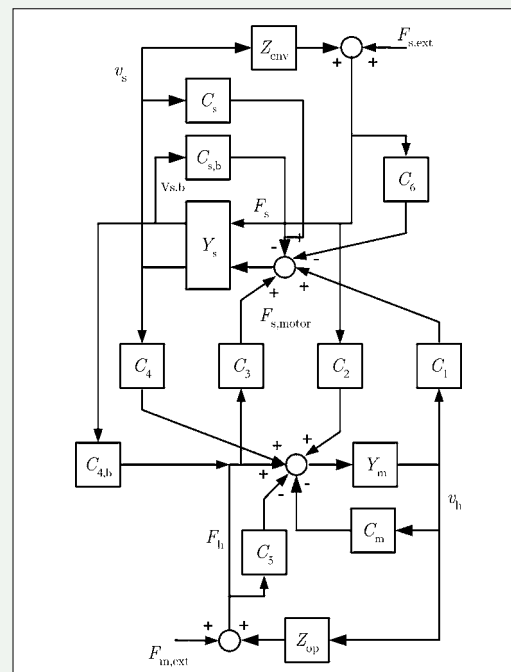 Z_env
F_s,ext
+
+
v_s
C_s
C_s,b
C_6
Vs,b
F_s
Y_s
-
+
-
+
+
F_s,motor
C_4
C_3
C_2
C_1
C_4,b
+
+
+
-
-
Y_m
C_m
v_h
F_h
C_5
+
+
F_m,ext
Z_op